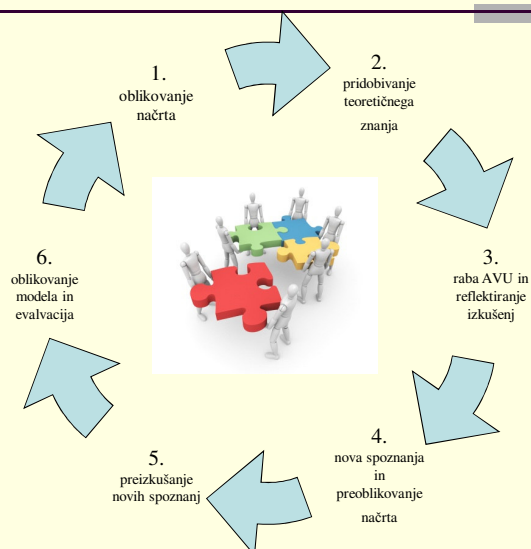 1.
oblikovanje
načrta
2.
pridobivanje
teoretičnega
znanja
3.
raba AVU in
reflektiranje
izkušenj
4.
nova spoznanja
in
preoblikovanje
načrta
5.
preizkušanje
novih spoznanj
6.
oblikovanje
modela in
evalvacija